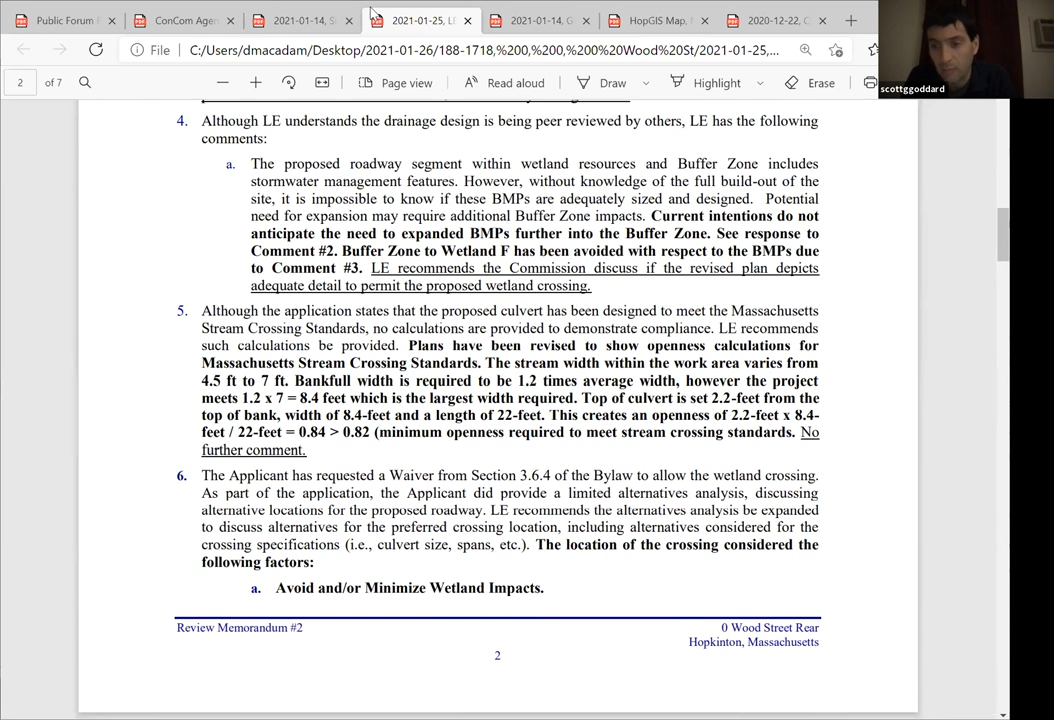 Public Forum
ConCom Age
2021-01-14, S
2021-01-25, LE
2021-01-14, G
HopGIS Map,
2020-12-22, C
File C:/Users/dmacadam/Desktop/2021-01-26/188-1718,%200,%200,%200%20Wood%20St/2021-01-25,...
2 of 7
Page view
Read aloud
Draw
Highlight
Erase
scottggoddard
4. Although LE understands the drainage design is being peer reviewed by others, LE has the following
comments:
a. The proposed roadway segment within wetland resources and Buffer Zone includes
stormwater management features. However, without knowledge of the full build-out of the
site, it is impossible to know if these BMPs are adequately sized and designed. Potential
need for expansion may require additional Buffer Zone impacts. Current intentions do not
anticipate the need to expanded BMPs further into the Buffer Zone. See response to
Comment #2. Buffer Zone to Wetland F has been avoided with respect to the BMPs due
to Comment #3. LE recommends the Commission discuss if the revised plan depicts
adequate detail to permit the proposed wetland crossing.
5. Although the application states that the proposed culvert has been designed to meet the Massachusetts
Stream Crossing Standards, no calculations are provided to demonstrate compliance. LE recommends
such calculations be provided. Plans have been revised to show openness calculations for
Massachusetts Stream Crossing Standards. The stream width within the work area varies from
4.5 ft to 7 ft. Bankfull width is required to be 1.2 times average width, however the project
meets 1.2 x 7 = 8.4 feet which is the largest width required. Top of culvert is set 2.2-feet from the
top of bank, width of 8.4-feet and a length of 22-feet. This creates an openness of 2.2-feet x 8.4-
feet / 22-feet = 0.84 > 0.82 (minimum openness required to meet stream crossing standards. No
further comment.
6. The Applicant has requested a Waiver from Section 3.6.4 of the Bylaw to allow the wetland crossing.
As part of the application, the Applicant did provide a limited alternatives analysis, discussing
alternative locations for the proposed roadway. LE recommends the alternatives analysis be expanded
to discuss alternatives for the preferred crossing location, including alternatives considered for the
crossing specifications (i.e., culvert size, spans, etc.). The location of the crossing considered the
following factors:
a. Avoid and/or Minimize Wetland Impacts.
Review Memorandum #2
0 Wood Street Rear
Hopkinton, Massachusetts
2